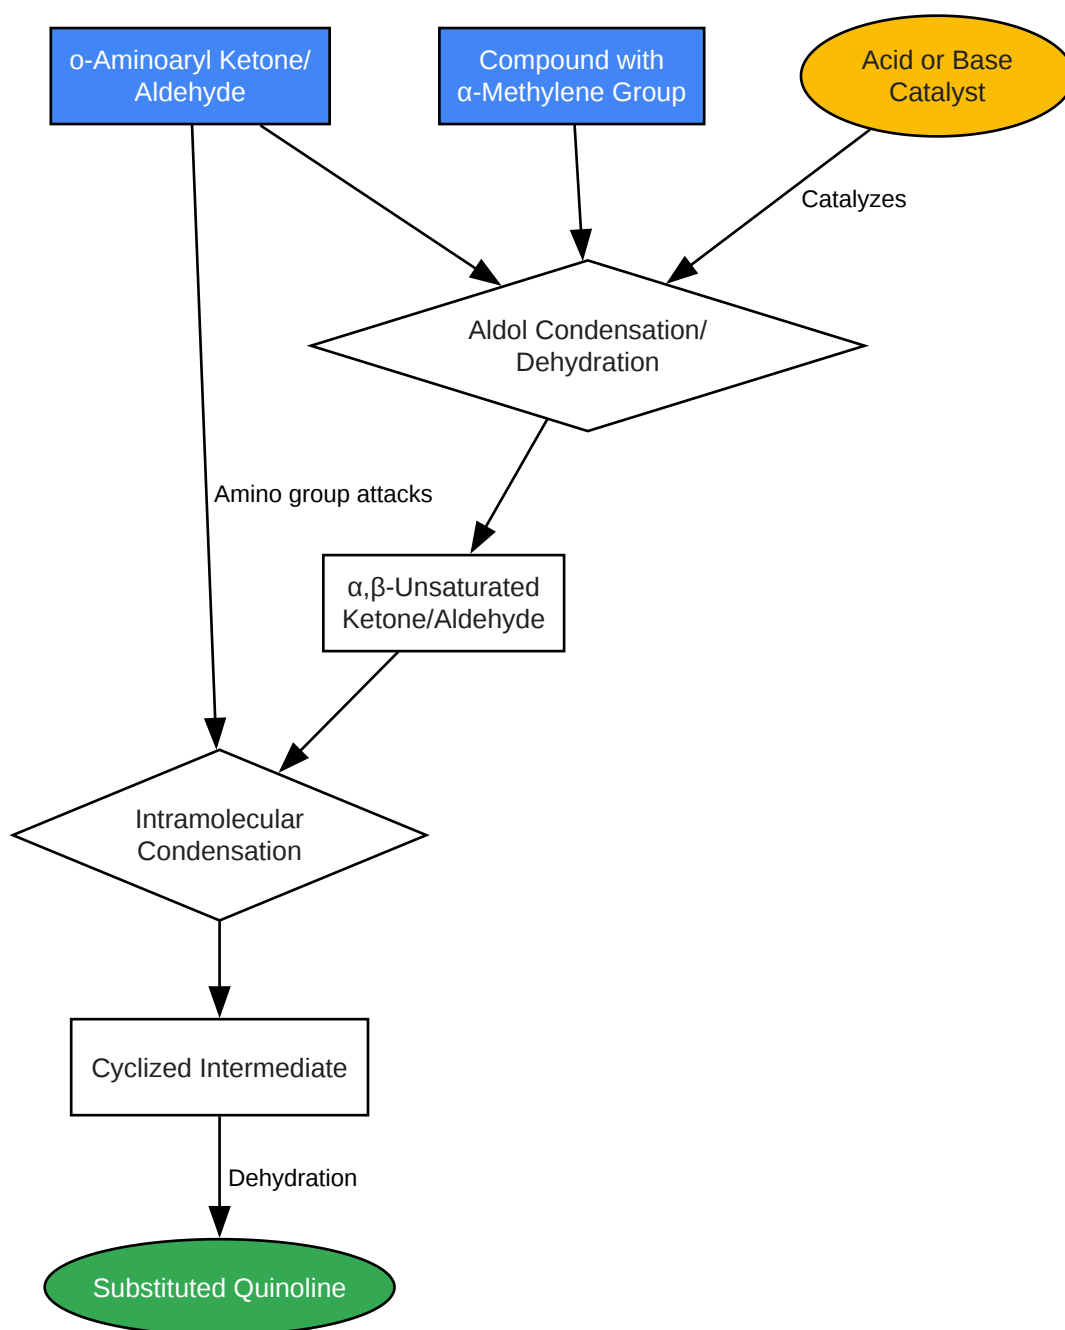 o-Aminoaryl Ketone/
Aldehyde
Compound with
α-Methylene Group
Acid or Base
Catalyst
Catalyzes
Aldol Condensation/
Dehydration
Amino group attacks
α,β-Unsaturated
Ketone/Aldehyde
Intramolecular
Condensation
Cyclized Intermediate
Dehydration
Substituted Quinoline